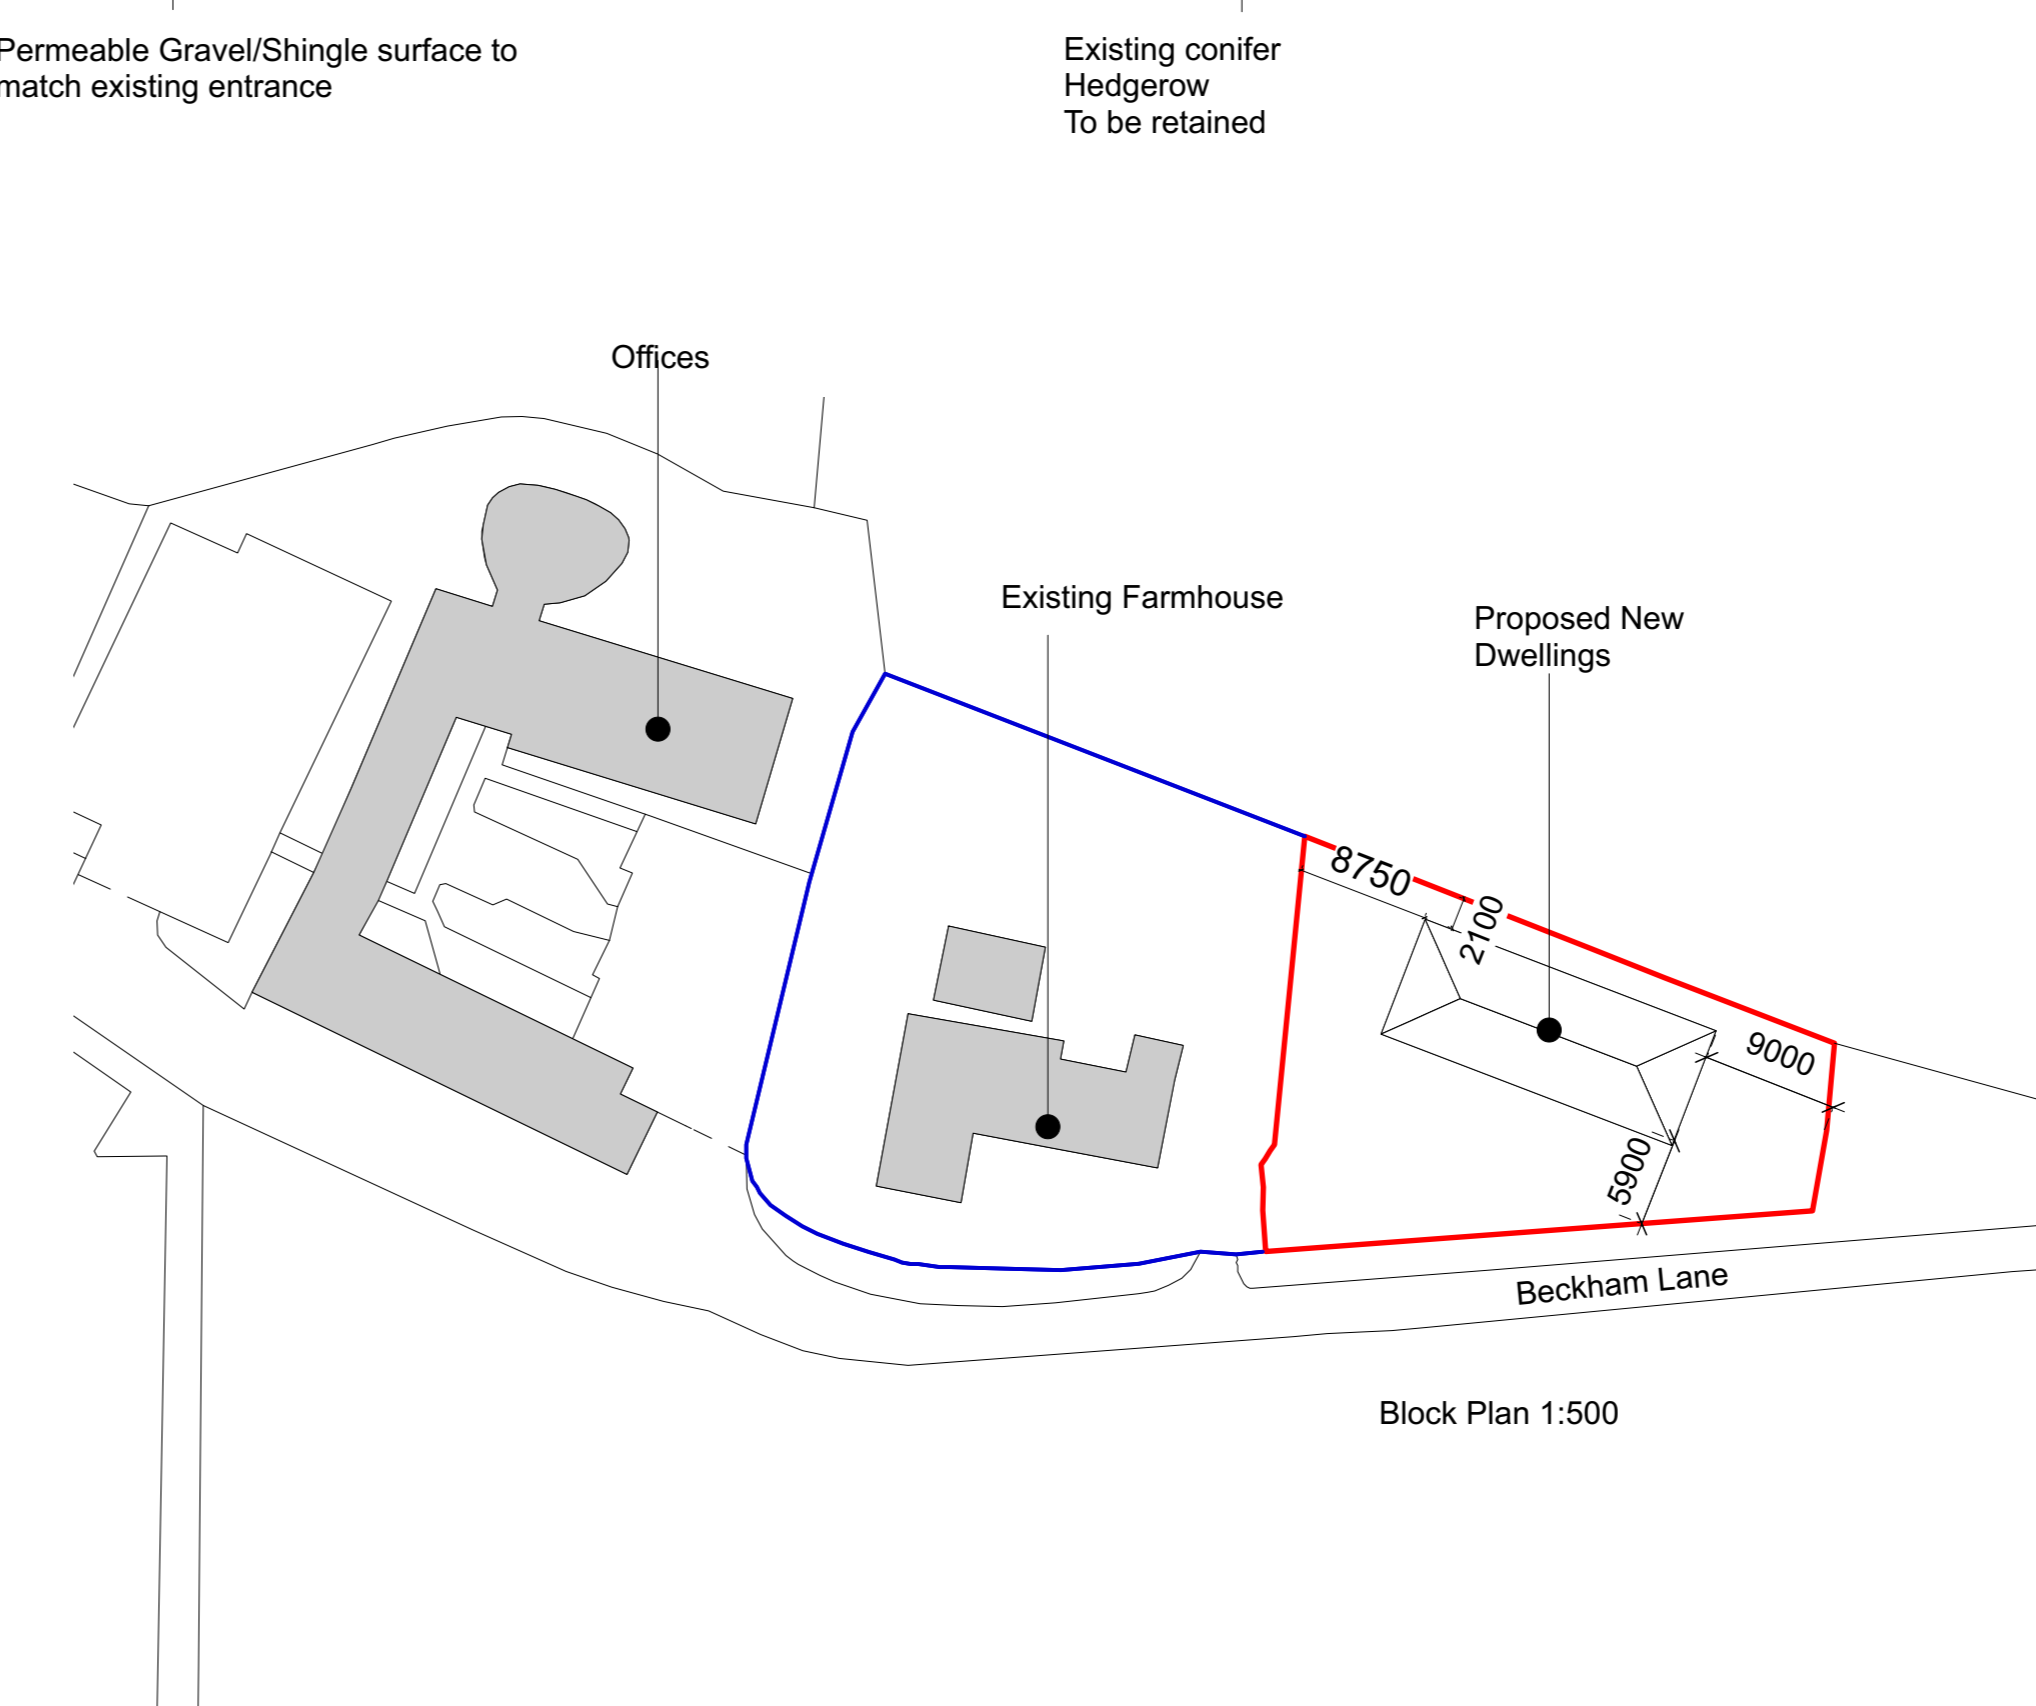 Permeable Gravel/Shingle surface to
match existing entrance
Existing conifer
Hedgerow
To be retained
Offices
Existing Farmhouse
Proposed New
Dwellings
8750
2100
9000
5900
Beckham Lane
Block Plan 1:500